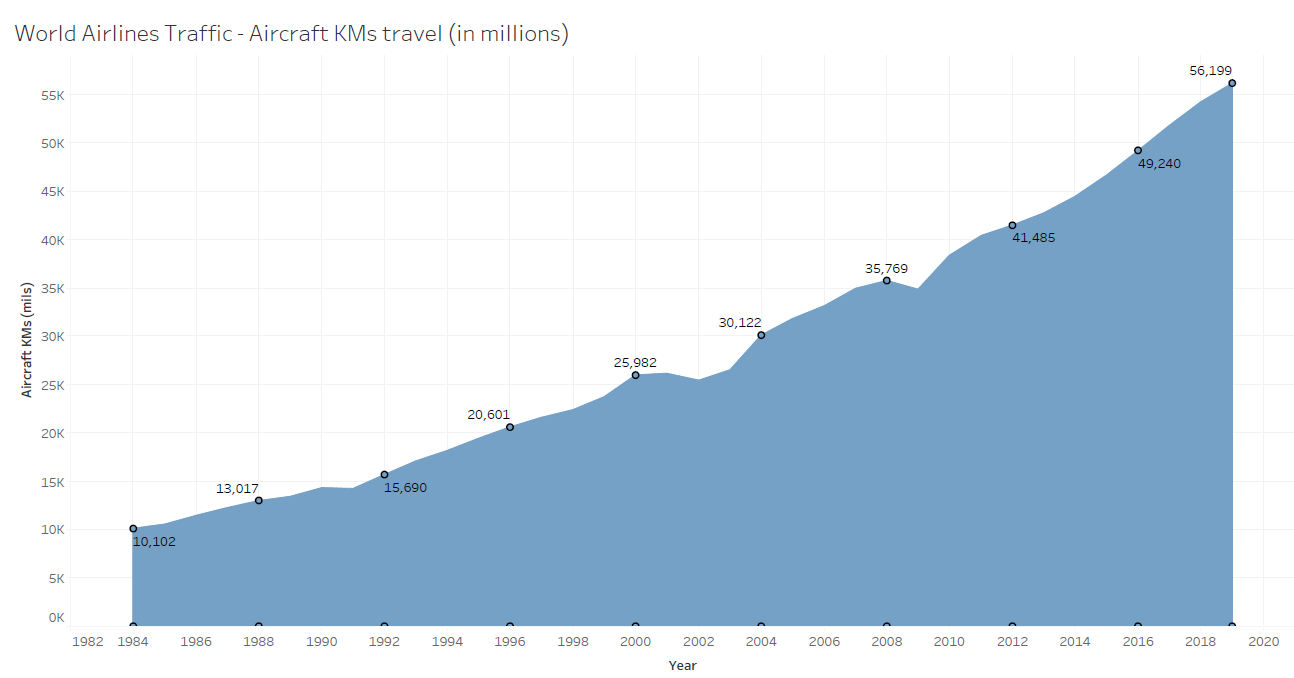 World Airlines Traffic - Aircraft KMs travel (in millions)
56,199
55K
50K
49,240
45K
41,485
40K
35,769
35K
30,122
30K
25,982
25K
20,601
20K
15,690
15K
13,017
10K
10,102
5K
0K
Aircraft KMs (mils)
1982 1984 1986 1988 1990 1992 1994 1996 1998 2000 2002 2004 2006 2008 2010 2012 2014 2016 2018 2020
Year